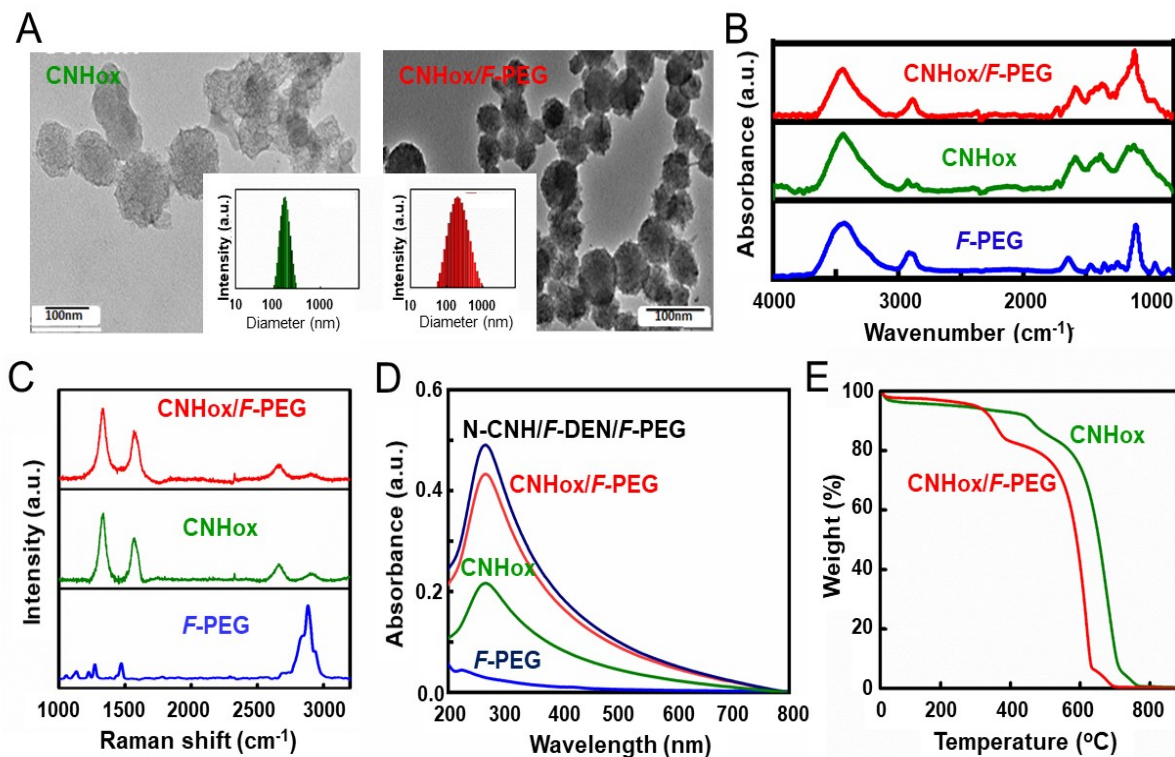 A
CNHox
100nm
CNHox/F-PEG
100nm
Intensity (a.u.)
10 100 1000
Diameter (nm)
Intensity (a.u.)
10 100 1000
Diameter (nm)
B
Absorbance (a.u.)
CNHox/F-PEG
CNHox
F-PEG
4000 3000 2000 1000
Wavenumber (cm-1)
C
Intensity (a.u.)
CNHox/F-PEG
CNHox
F-PEG
1000 1500 2000 2500 3000
Raman shift (cm-1)
D
Absorbance (a.u.)
0.6
0.4
0.2
0.0
N-CNH/F-DEN/F-PEG
CNHox/F-PEG
CNHox
F-PEG
200 300 400 500 600 700 800
Wavelength (nm)
E
Weight (%)
100
80
60
40
20
0
CNHox
CNHox/F-PEG
0 200 400 600 800
Temperature (oC)